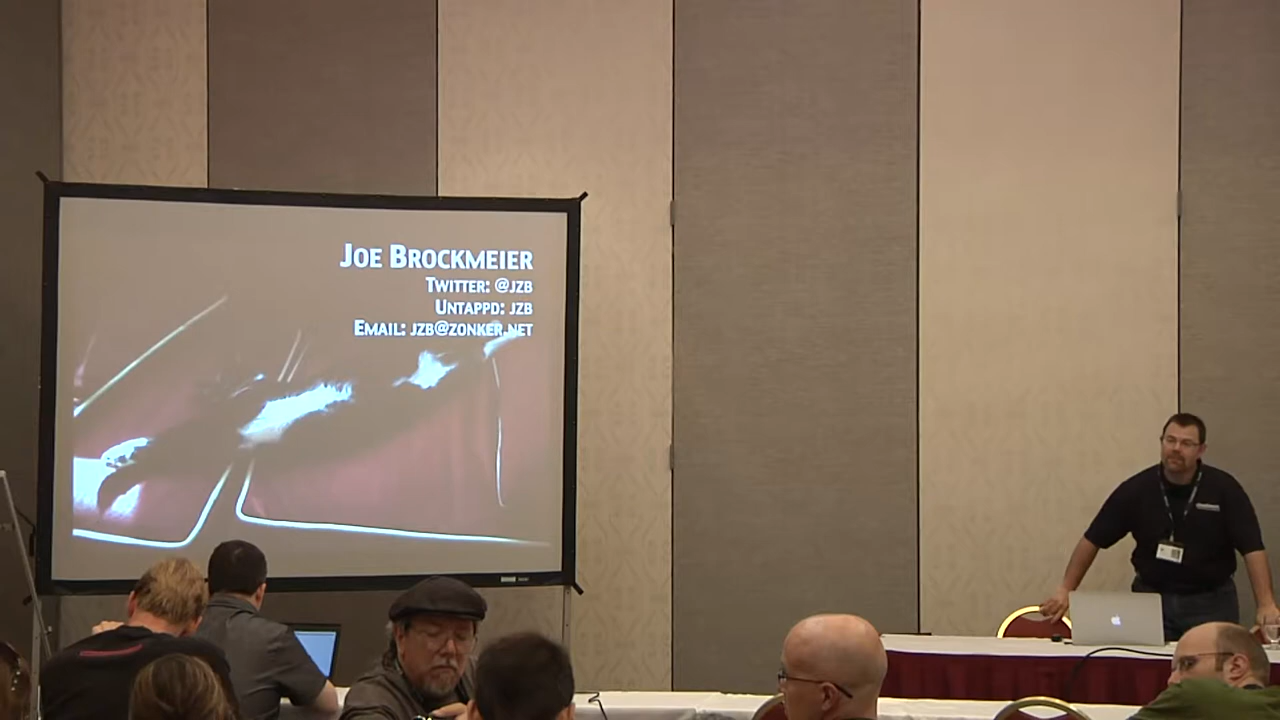 Joe Brockmeier
Twitter: @jzb
Untappd: jzb
Email: jzb@zonker.net